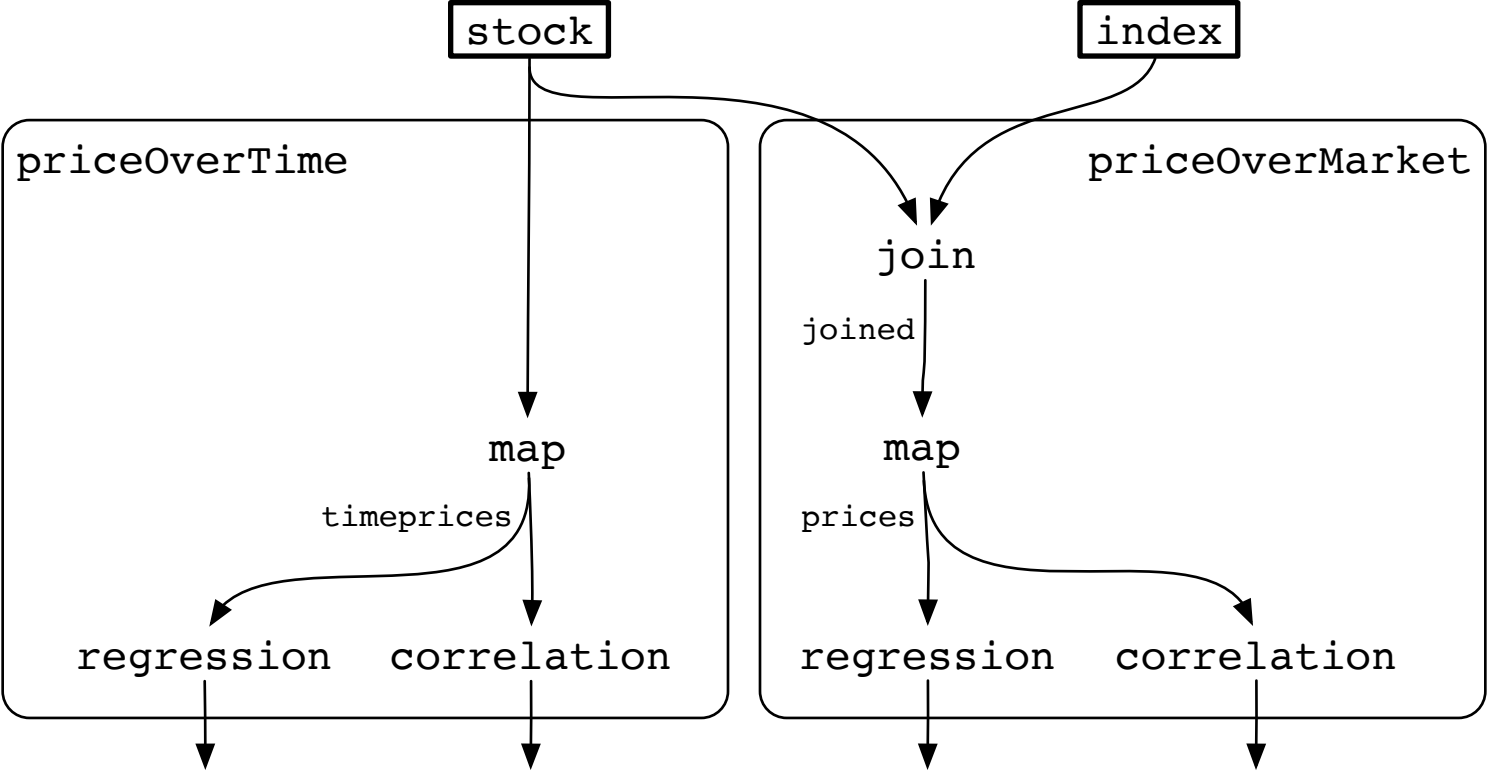 stock
index
priceOverTime
priceOverMarket
join
joined
map
map
timeprices
prices
regression
correlation
regression
correlation